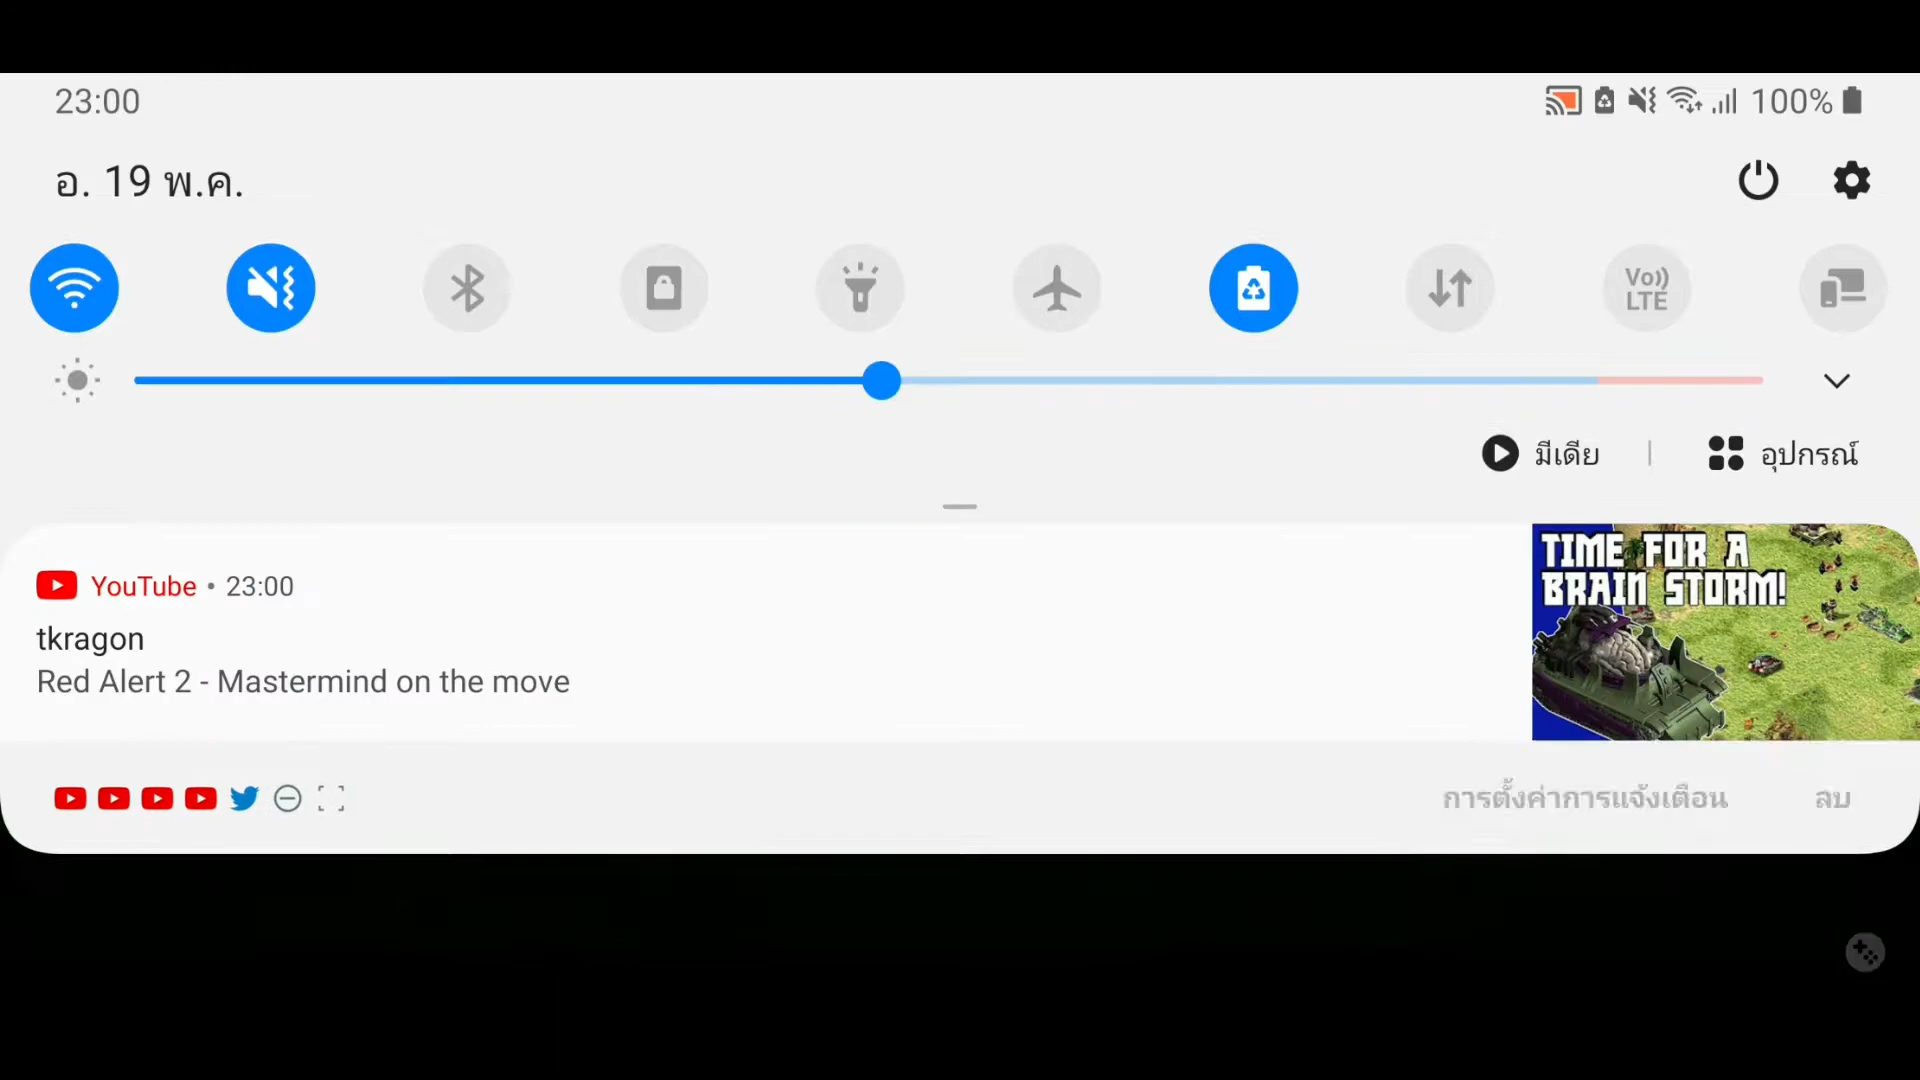 23:00
100%
อ. 19 พ.ค.
Vo))
LTE
มีเดีย
อุปกรณ์
YouTube • 23:00
tkragon
Red Alert 2 - Mastermind on the move
TIME FOR A
BRAIN STORM!
การตั้งค่าการแจ้งเตือน
ลบ